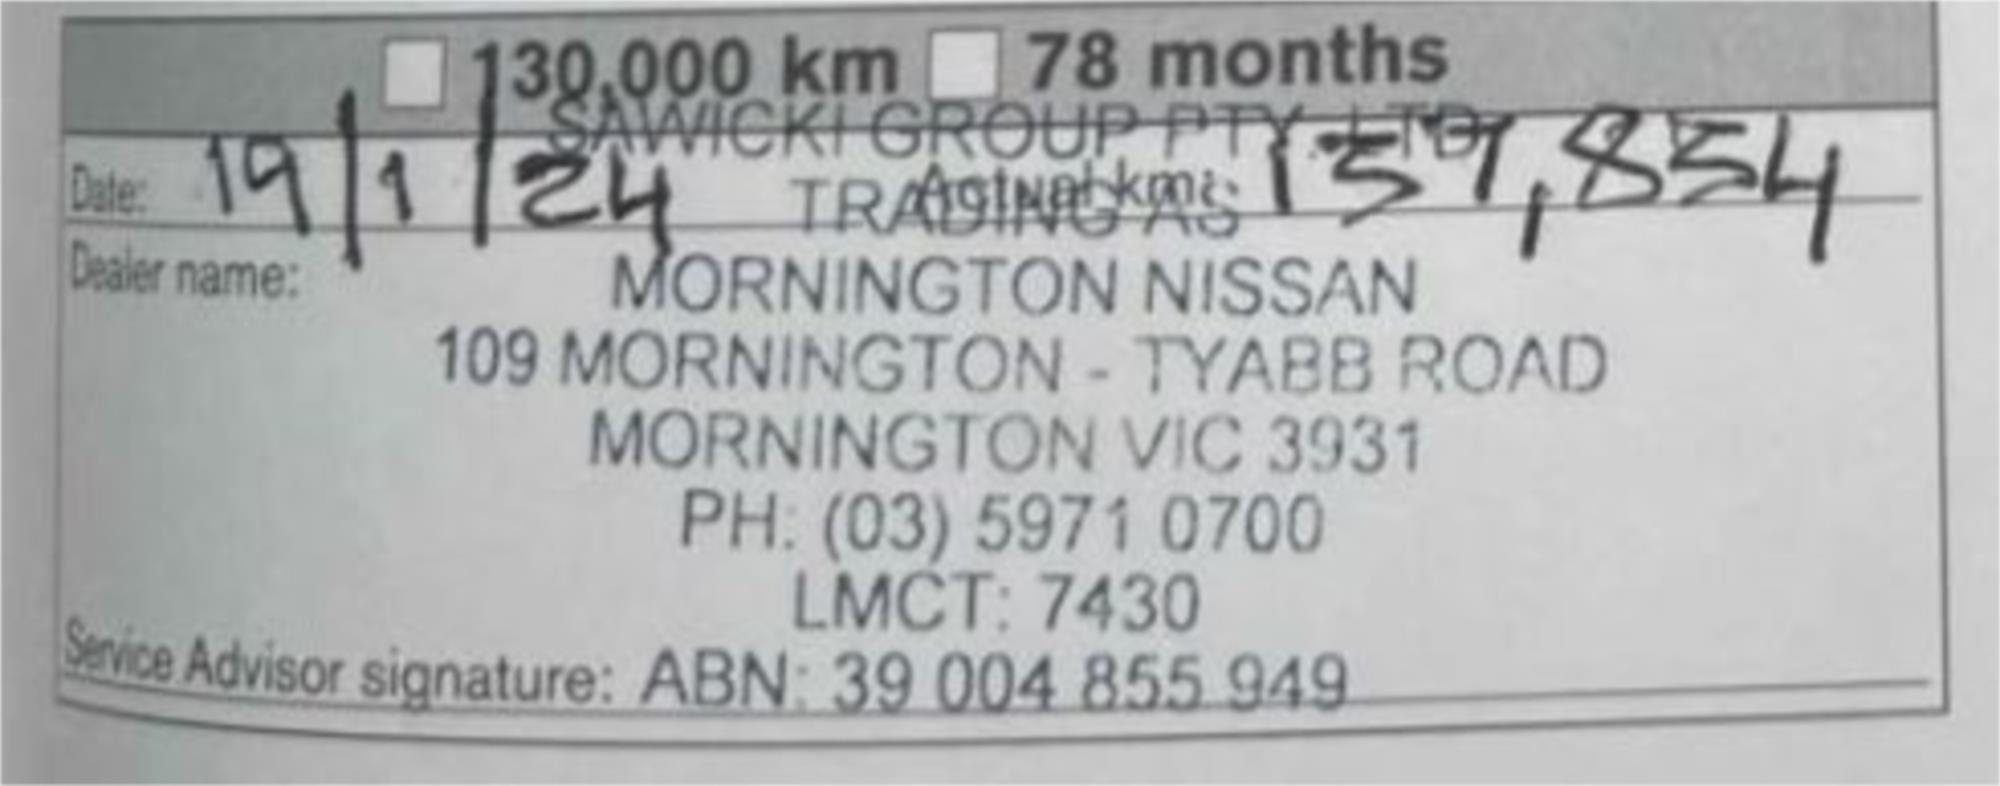 130,000 km 78 months
SAWICKI GROUP PTY. LTD
Date: 19/1/24 Actual km: 157,854
TRADING AS
Dealer name:
MORNINGTON NISSAN
109 MORNINGTON - TYABB ROAD
MORNINGTON VIC 3931
PH: (03) 5971 0700
LMCT: 7430
Service Advisor signature: ABN: 39 004 855 949